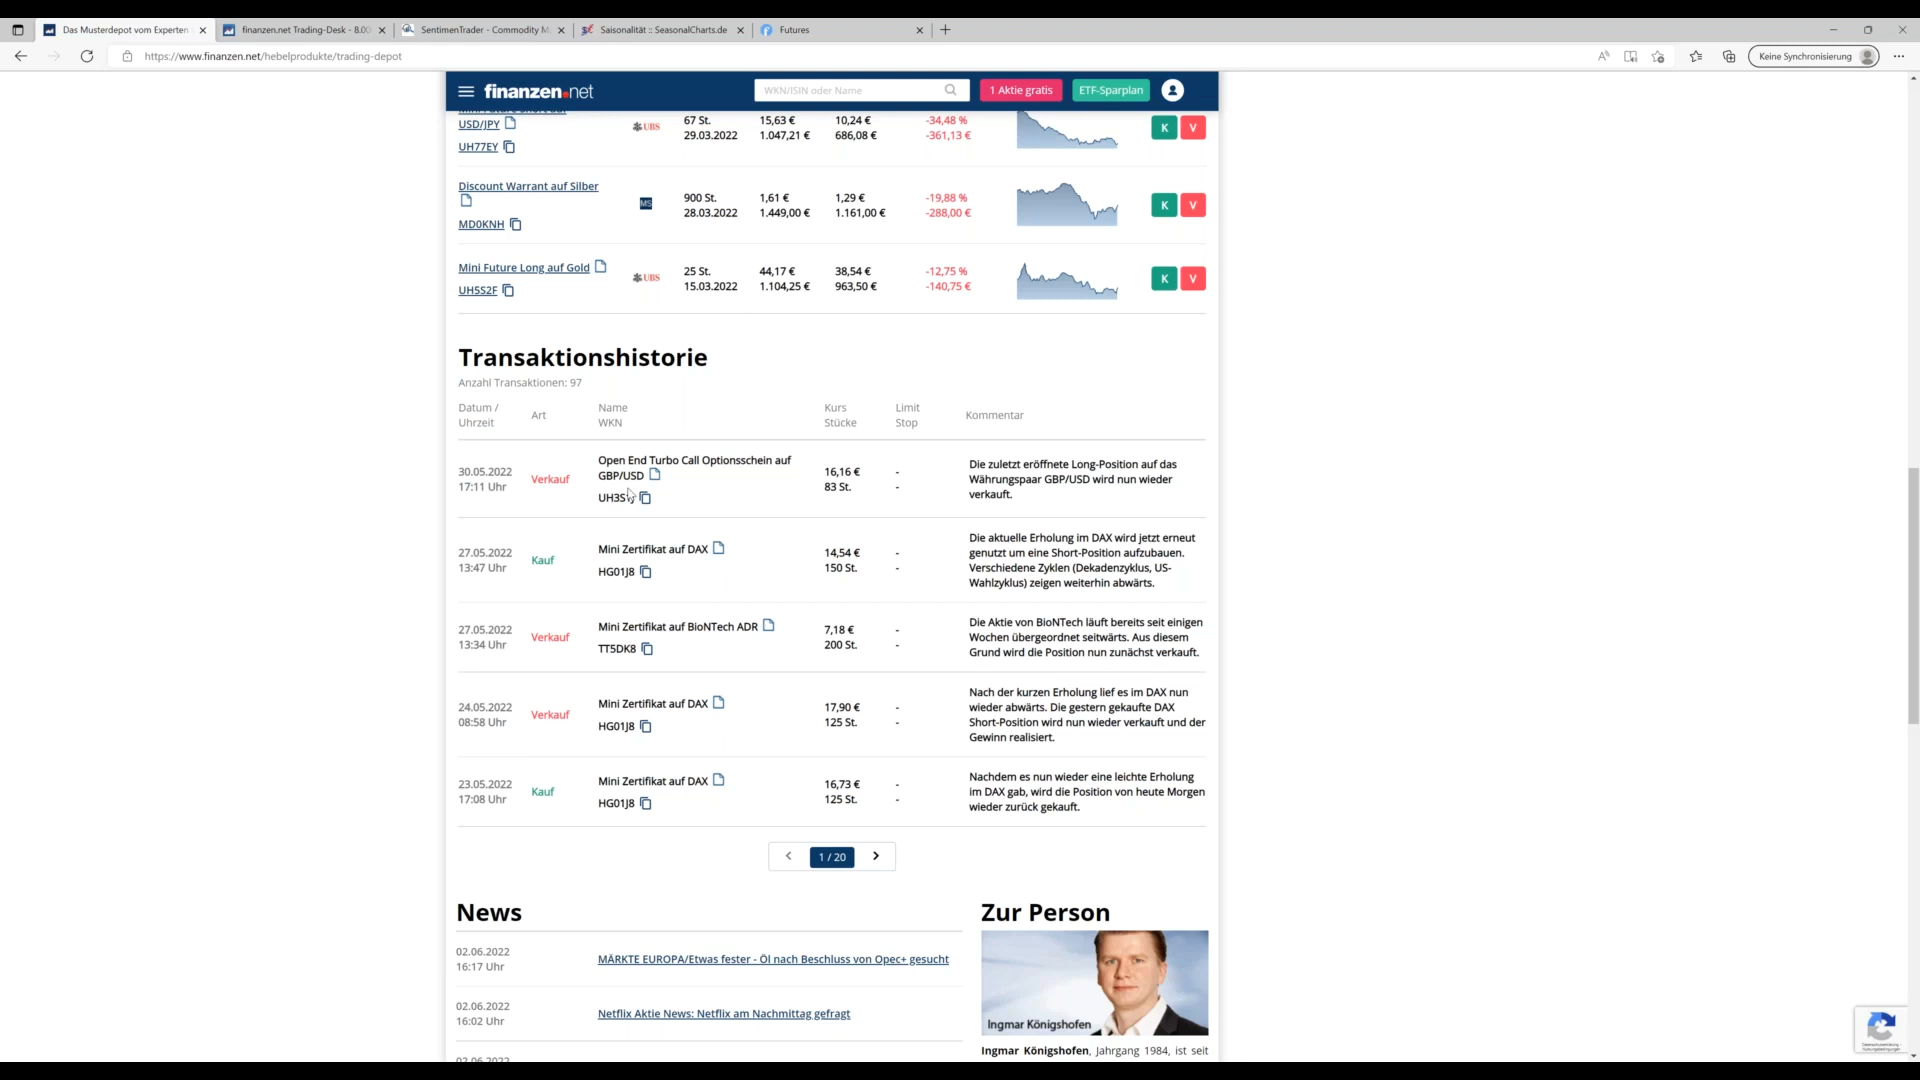 Das Musterdepot vom Experten
finanzen.net Trading-Desk - 8.00
SentimenTrader - Commodity M
Saisonalität :: SeasonalCharts.de
Futures
https://www.finanzen.net/hebelprodukte/trading-depot
Keine Synchronisierung
finanzen.net
WKN/ISIN oder Name
1 Aktie gratis
ETF-Sparplan
USD/JPY
UH77EY
UBS
67 St.
29.03.2022
15,63 €
1.047,21 €
10,24 €
686,08 €
-34,48 %
-361,13 €
K
V
Discount Warrant auf Silber
MD0KNH
MS
900 St.
28.03.2022
1,61 €
1.449,00 €
1,29 €
1.161,00 €
-19,88 %
-288,00 €
K
V
Mini Future Long auf Gold
UH5S2F
UBS
25 St.
15.03.2022
44,17 €
1.104,25 €
38,54 €
963,50 €
-12,75 %
-140,75 €
K
V
Transaktionshistorie
Anzahl Transaktionen: 97
Datum /
Uhrzeit
Art
Name
WKN
Kurs
Stücke
Limit
Stop
Kommentar
30.05.2022
17:11 Uhr
Verkauf
Open End Turbo Call Optionsschein auf
GBP/USD
16,16 €
83 St.
-
-
Die zuletzt eröffnete Long-Position auf das
Währungspaar GBP/USD wird nun wieder
verkauft.
27.05.2022
13:47 Uhr
Kauf
Mini Zertifikat auf DAX
HG01J8
14,54 €
150 St.
-
-
Die aktuelle Erholung im DAX wird jetzt erneut
genutzt um eine Short-Position aufzubauen.
Verschiedene Zyklen (Dekadenzyklus, US-
Wahlzyklus) zeigen weiterhin abwärts.
27.05.2022
13:34 Uhr
Verkauf
Mini Zertifikat auf BioNTech ADR
TT5DK8
7,18 €
200 St.
-
-
Die Aktie von BioNTech läuft bereits seit einigen
Wochen übergeordnet seitwärts. Aus diesem
Grund wird die Position nun zunächst verkauft.
24.05.2022
08:58 Uhr
Verkauf
Mini Zertifikat auf DAX
HG01J8
17,90 €
125 St.
-
-
Nach der kurzen Erholung lief es im DAX nun
wieder abwärts. Die gestern gekaufte DAX
Short-Position wird nun wieder verkauft und der
Gewinn realisiert.
23.05.2022
17:08 Uhr
Kauf
Mini Zertifikat auf DAX
HG01J8
16,73 €
125 St.
-
-
Nachdem es nun wieder eine leichte Erholung
im DAX gab, wird die Position von heute Morgen
wieder zurück gekauft.
1 / 20
News
02.06.2022
16:17 Uhr
MÄRKTE EUROPA/Etwas fester - Öl nach Beschluss von Opec+ gesucht
02.06.2022
16:02 Uhr
Netflix Aktie News: Netflix am Nachmittag gefragt
02.06.2022
Zur Person
Ingmar Königshofen
Ingmar Königshofen, Jahrgang 1984, ist seit